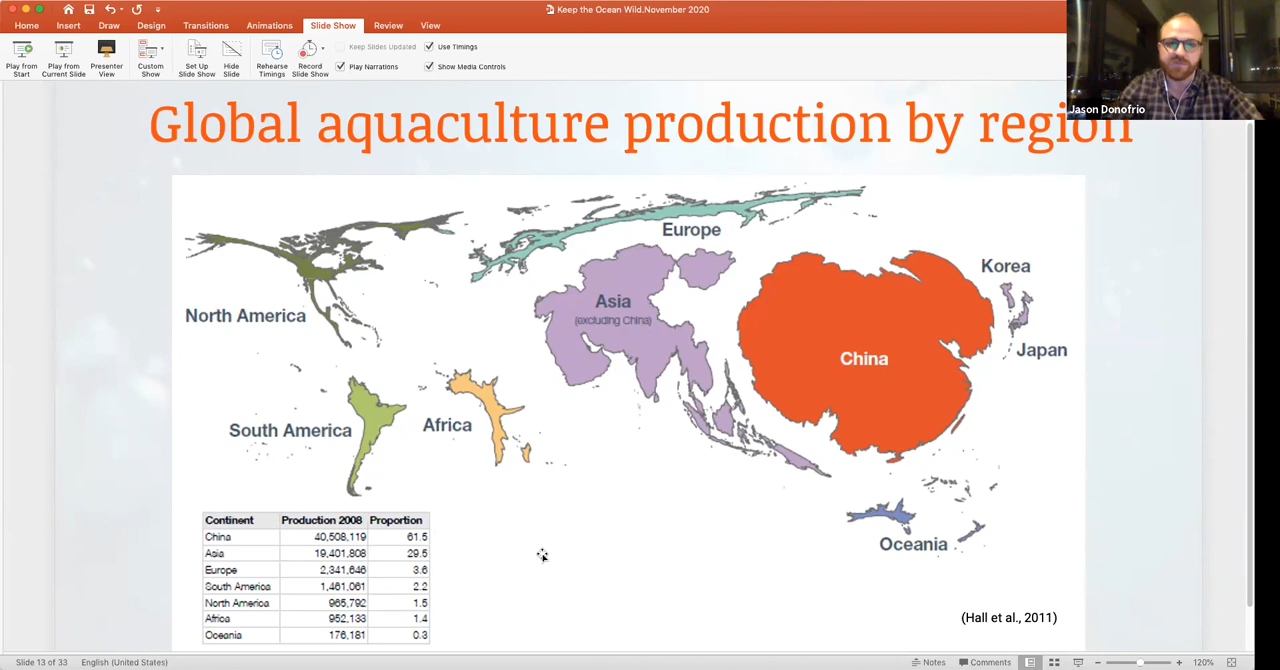 Keep the Ocean Wild.November 2020
Home Insert Draw Design Transitions Animations Slide Show Review View
Play from Start
Play from Current Slide
Presenter View
Custom Show
Set Up Slide Show
Hide Slide
Rehearse Timings
Record Slide Show
Keep Slides Updated
Use Timings
Play Narrations
Show Media Controls
Jason Donofrio
Global aquaculture production by region
Europe
Korea
Asia
(excluding China)
North America
Japan
China
South America
Africa
Oceania
Continent Production 2008 Proportion
China 40,508,119 61.5
Asia 19,401,808 29.5
Europe 2,341,646 3.6
South America 1,461,061 2.2
North America 965,792 1.5
Africa 952,133 1.4
Oceania 176,181 0.3
(Hall et al., 2011)
Slide 13 of 33 English (United States) Notes Comments 120%